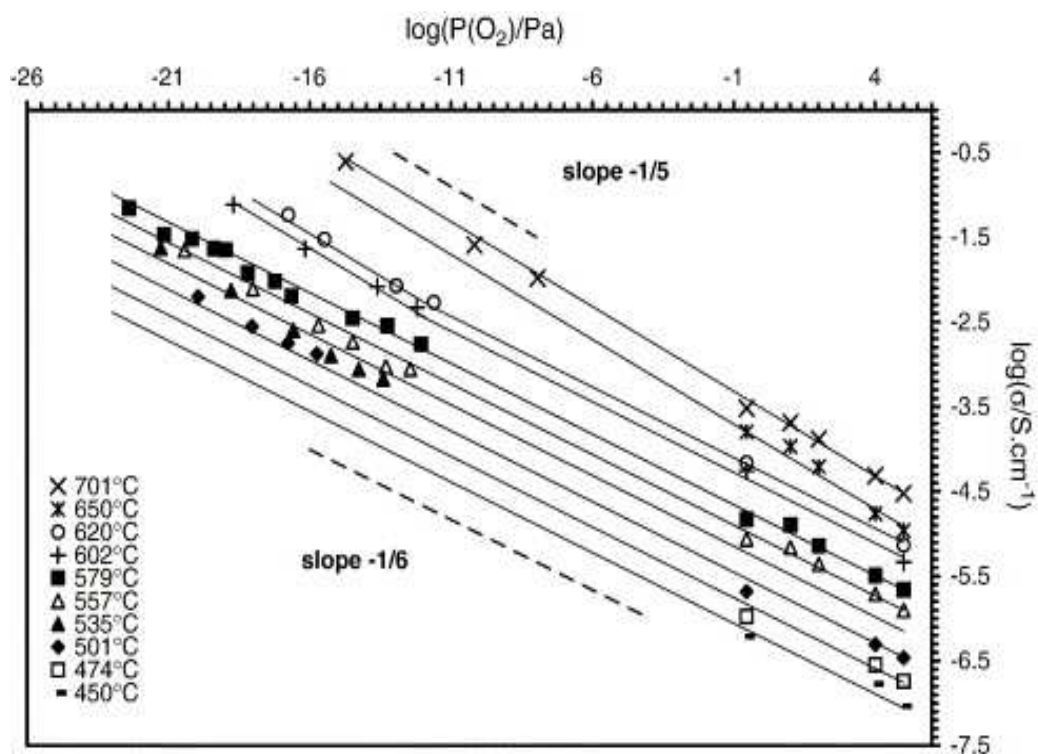 log(P(O₂)/Pa)
-26 -21 -16 -11 -6 -1 4
slope -1/5
-0.5
-1.5
-2.5
-3.5
-4.5
-5.5
-6.5
-7.5
log(σ/S.cm⁻¹)
701°C
650°C
620°C
602°C
579°C
557°C
535°C
501°C
474°C
450°C
slope -1/6